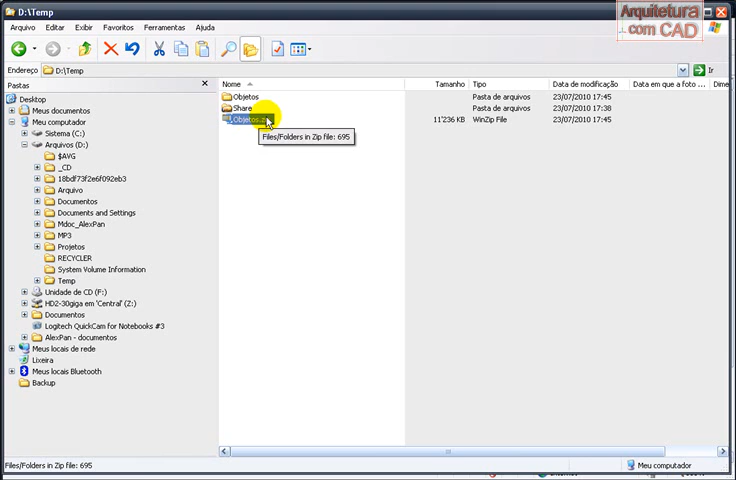 D:\Temp
Arquitetura
com CAD
Arquivo Editar Exibir Favoritos Ferramentas Ajuda
Endereço D:\Temp Ir
Pastas
Nome Tamanho Tipo Data de modificação Data em que a foto ... Dime
Desktop
Meus documentos
Meu computador
Sistema (C:)
Arquivos (D:)
$AVG
_CD
18bdf73f2e6f092eb3
Arquivo
Documentos
Documents and Settings
Mdoc_AlexPan
MP3
Projetos
RECYCLER
System Volume Information
Temp
Unidade de CD (F:)
HD2-30giga em 'Central' (Z:)
Documentos
Logitech QuickCam for Notebooks #3
AlexPan - documentos
Meus locais de rede
Lixeira
Meus locais Bluetooth
Backup
Objetos Pasta de arquivos 23/07/2010 17:45
Share Pasta de arquivos 23/07/2010 17:38
Objetos.z 11'236 KB WinZip File 23/07/2010 17:45
Files/Folders in Zip file: 695
Files/Folders in Zip file: 695 Meu computador